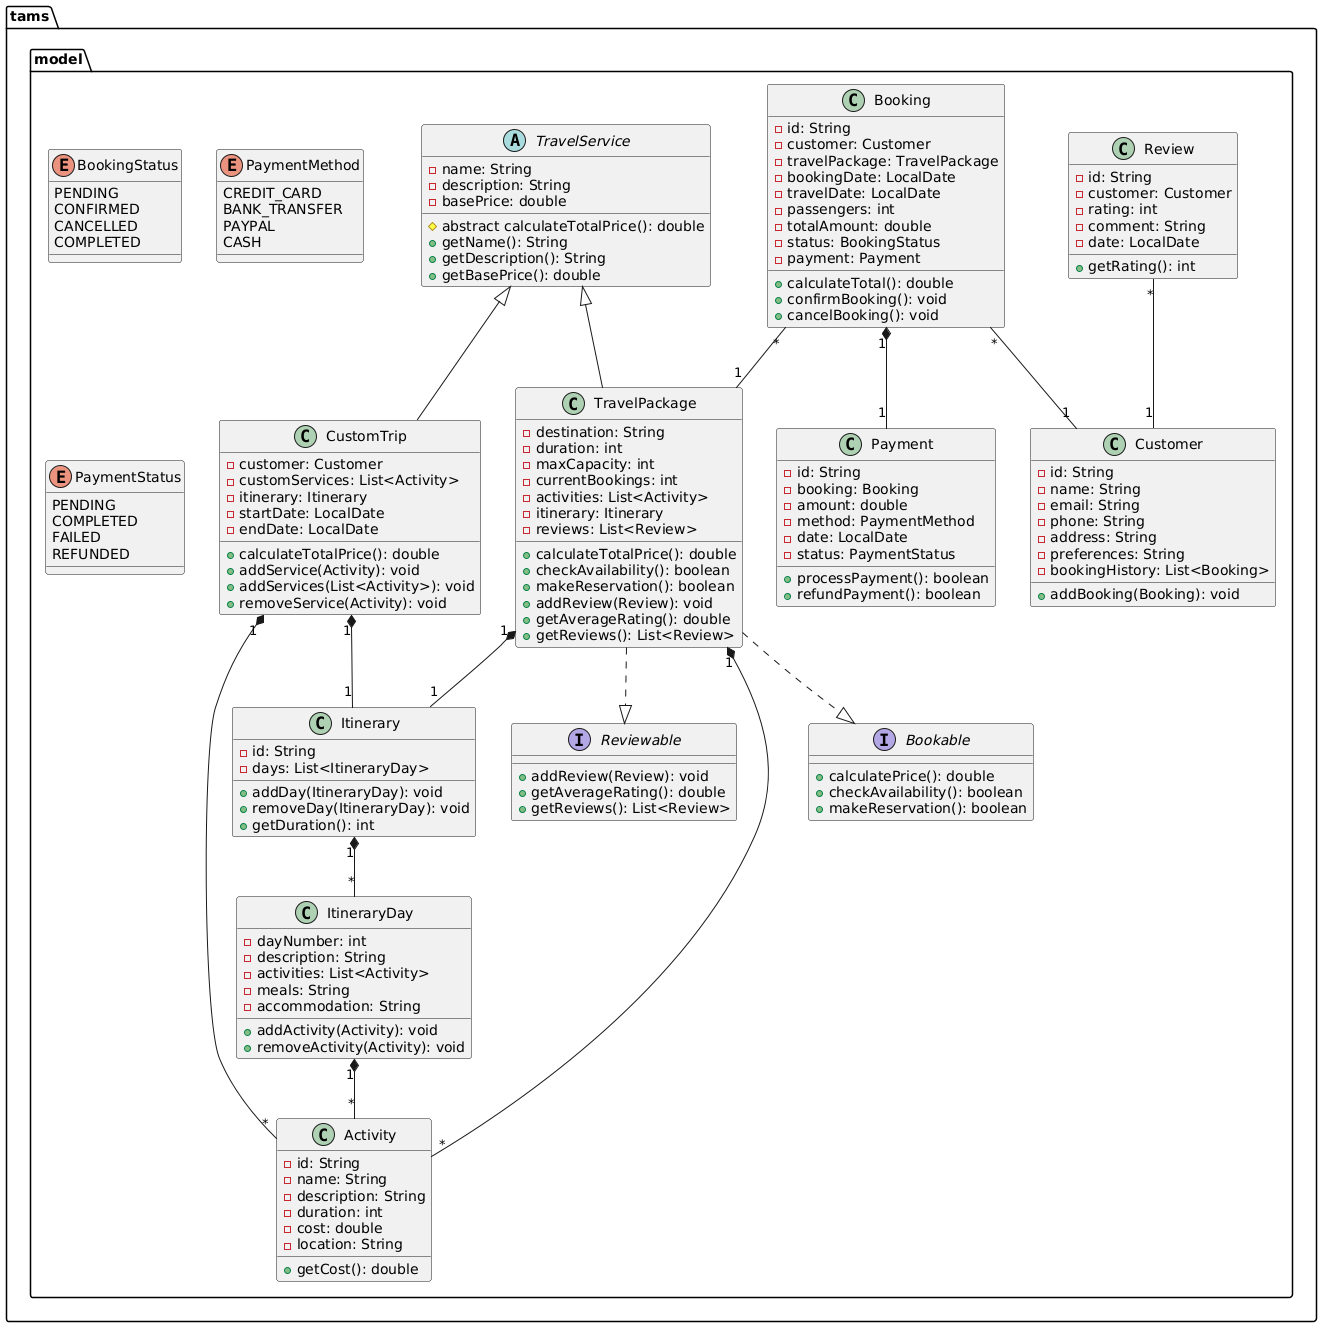 tams
model
E BookingStatus
PENDING
CONFIRMED
CANCELLED
COMPLETED
E PaymentMethod
CREDIT_CARD
BANK_TRANSFER
PAYPAL
CASH
A TravelService
name: String
description: String
basePrice: double
abstract calculateTotalPrice(): double
getName(): String
getDescription(): String
getBasePrice(): double
C Booking
id: String
customer: Customer
travelPackage: TravelPackage
bookingDate: LocalDate
travelDate: LocalDate
passengers: int
totalAmount: double
status: BookingStatus
payment: Payment
calculateTotal(): double
confirmBooking(): void
cancelBooking(): void
C Review
id: String
customer: Customer
rating: int
comment: String
date: LocalDate
getRating(): int
*
1
*
1
1
1
*
1
E PaymentStatus
PENDING
COMPLETED
FAILED
REFUNDED
C CustomTrip
customer: Customer
customServices: List<Activity>
itinerary: Itinerary
startDate: LocalDate
endDate: LocalDate
calculateTotalPrice(): double
addService(Activity): void
addServices(List<Activity>): void
removeService(Activity): void
C TravelPackage
destination: String
duration: int
maxCapacity: int
currentBookings: int
activities: List<Activity>
itinerary: Itinerary
reviews: List<Review>
calculateTotalPrice(): double
checkAvailability(): boolean
makeReservation(): boolean
addReview(Review): void
getAverageRating(): double
getReviews(): List<Review>
C Payment
id: String
booking: Booking
amount: double
method: PaymentMethod
date: LocalDate
status: PaymentStatus
processPayment(): boolean
refundPayment(): boolean
C Customer
id: String
name: String
email: String
phone: String
address: String
preferences: String
bookingHistory: List<Booking>
addBooking(Booking): void
1
1
1
1
1
1
C Itinerary
id: String
days: List<ItineraryDay>
addDay(ItineraryDay): void
removeDay(ItineraryDay): void
getDuration(): int
I Reviewable
addReview(Review): void
getAverageRating(): double
getReviews(): List<Review>
I Bookable
calculatePrice(): double
checkAvailability(): boolean
makeReservation(): boolean
1
*
C ItineraryDay
dayNumber: int
description: String
activities: List<Activity>
meals: String
accommodation: String
addActivity(Activity): void
removeActivity(Activity): void
1
*
*
*
C Activity
id: String
name: String
description: String
duration: int
cost: double
location: String
getCost(): double